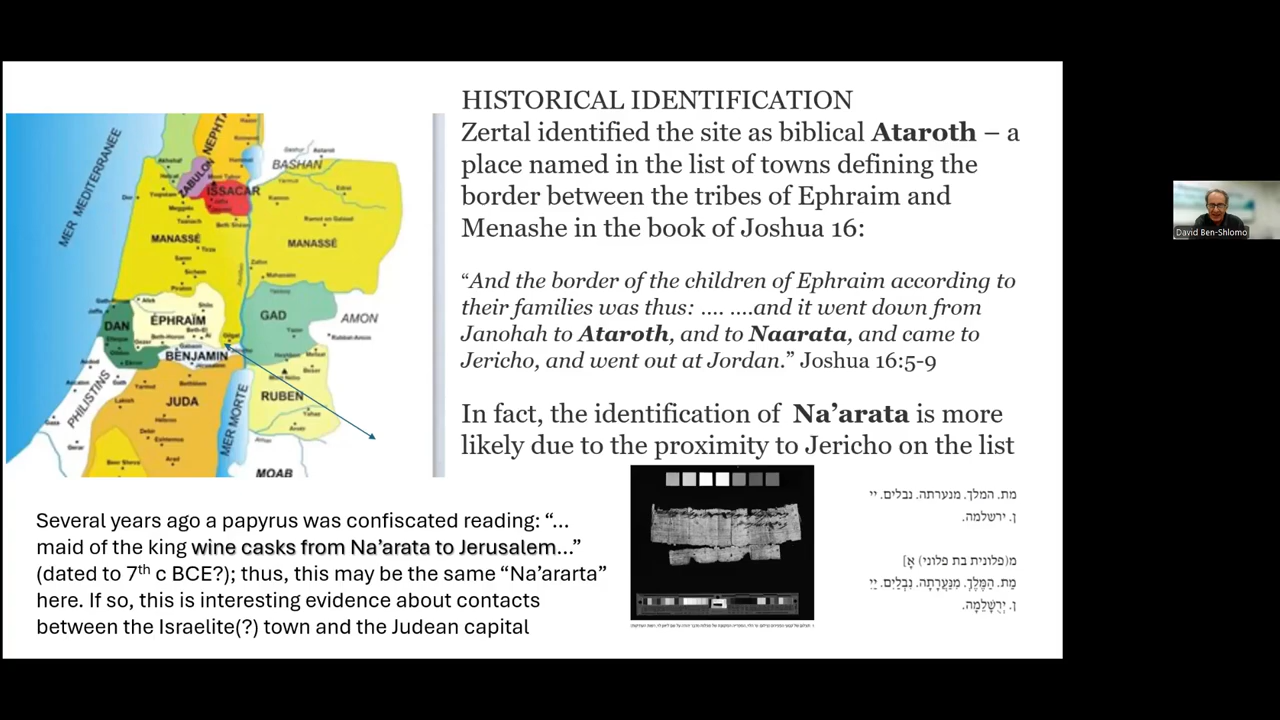 HISTORICAL IDENTIFICATION
Zertal identified the site as biblical Ataroth – a
place named in the list of towns defining the
border between the tribes of Ephraim and
Menashe in the book of Joshua 16:
“And the border of the children of Ephraim according to
their families was thus: .... ....and it went down from
Janohah to Ataroth, and to Naarata, and came to
Jericho, and went out at Jordan.” Joshua 16:5-9
In fact, the identification of Na’arata is more
likely due to the proximity to Jericho on the list
MER MEDITERRANEE
NEPHT
ZABULON
ISSACAR
BASHAN
MANASSÉ
MANASSÉ
EPHRAÏM
DAN
BENJAMIN
GAD
AMON
PHILISTINS
JUDA
MER MORTE
RUBEN
MOAB
Several years ago a papyrus was confiscated reading: “...
maid of the king wine casks from Na’arata to Jerusalem...”
(dated to 7th c BCE?); thus, this may be the same “Na’ararta”
here. If so, this is interesting evidence about contacts
between the Israelite(?) town and the Judean capital
מת. המלך. מנערתה. נבלים. יי
ן. ירשלמה.
מ(פלונית בת פלוני) אָ]
מַת. הַמֶּלֶךְ. מִנַּעֲרָתָה. נְבָלִים. יַיִ
ן. יְרֻשָׁלֵמָה.
David Ben-Shlomo